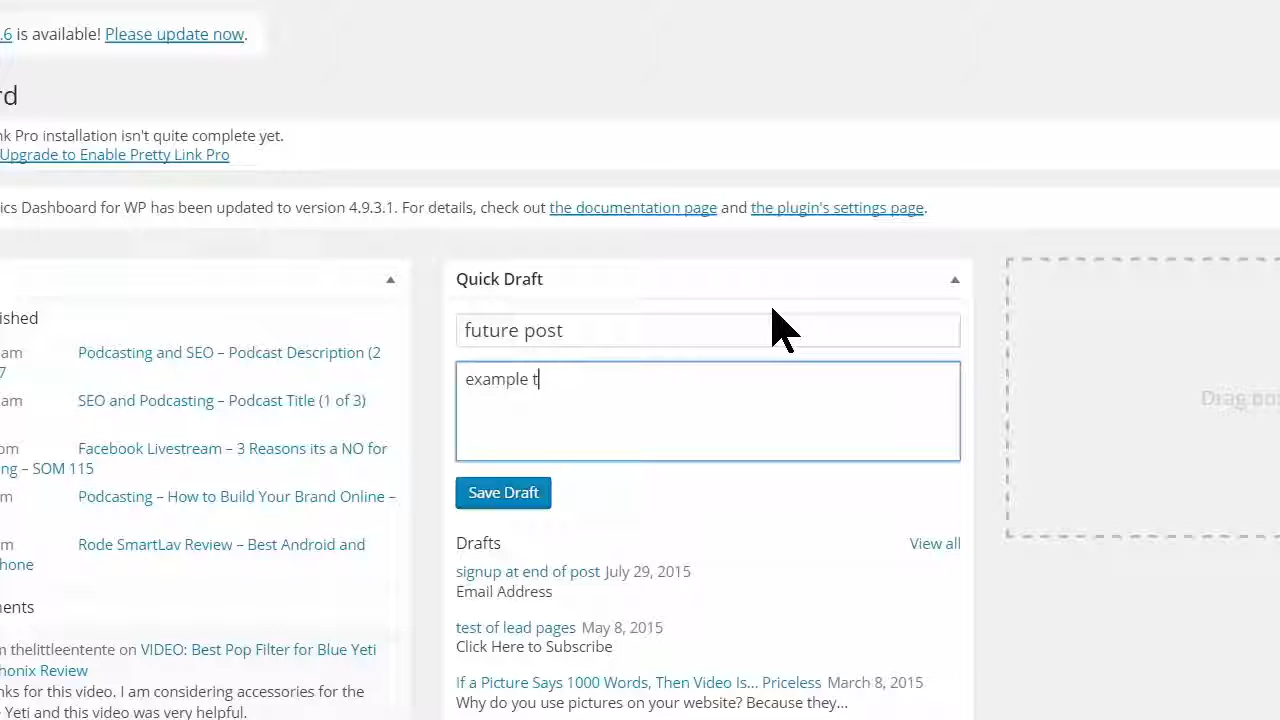 .6 is available! Please update now.
rd
nk Pro installation isn't quite complete yet.
Upgrade to Enable Pretty Link Pro
ics Dashboard for WP has been updated to version 4.9.3.1. For details, check out the documentation page and the plugin's settings page.
ished
am Podcasting and SEO – Podcast Description (2
7
am SEO and Podcasting – Podcast Title (1 of 3)
om Facebook Livestream – 3 Reasons its a NO for
ng – SOM 115
m Podcasting – How to Build Your Brand Online –
m Rode SmartLav Review – Best Android and
hone
ents
m thelittleentente on VIDEO: Best Pop Filter for Blue Yeti
honix Review
nks for this video. I am considering accessories for the
Yeti and this video was very helpful.
Quick Draft
future post
example t
Save Draft
Drafts View all
signup at end of post July 29, 2015
Email Address
test of lead pages May 8, 2015
Click Here to Subscribe
If a Picture Says 1000 Words, Then Video Is... Priceless March 8, 2015
Why do you use pictures on your website? Because they...
Drag